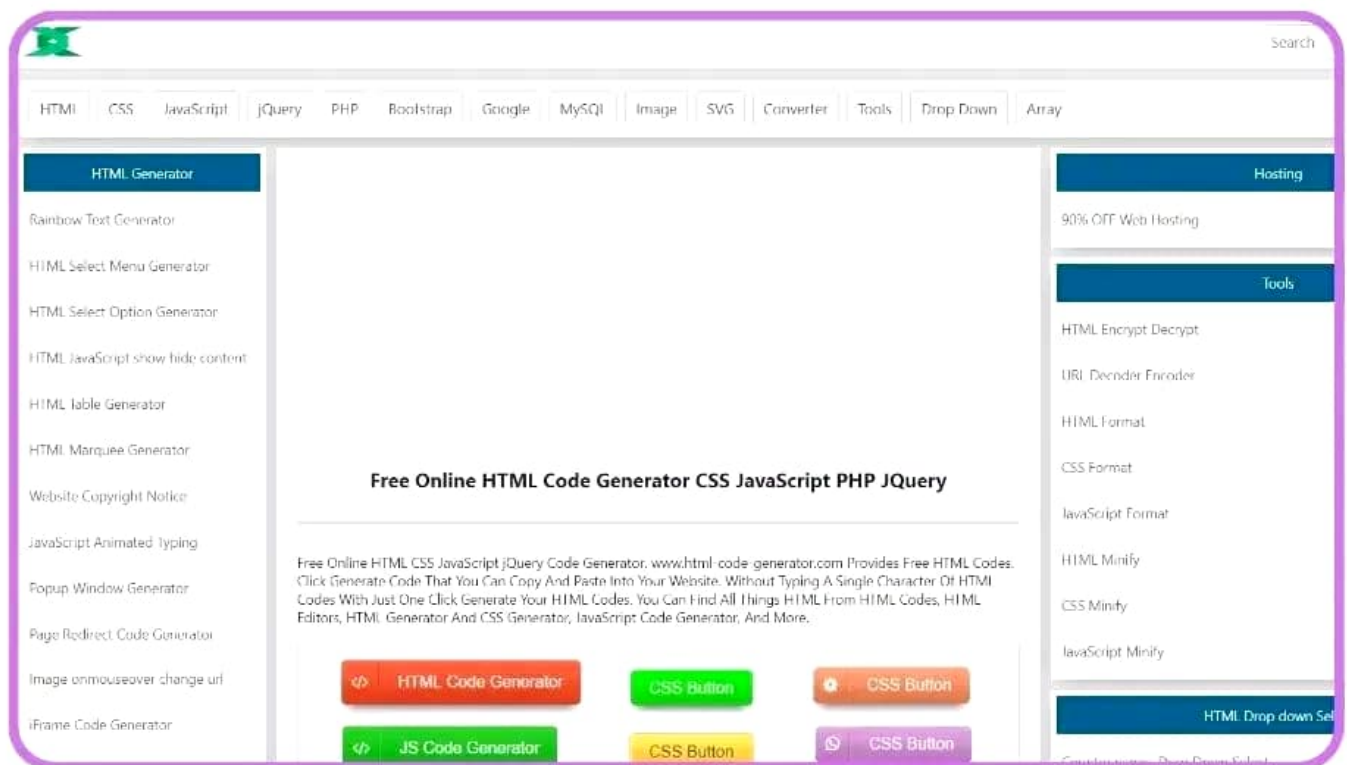 Search
HTML CSS JavaScript jQuery PHP Bootstrap Google MySQL Image SVG Converter Tools Drop Down Array
HTML Generator
Rainbow Text Generator
HTML Select Menu Generator
HTML Select Option Generator
HTML JavaScript show hide content
HTML Table Generator
HTML Marquee Generator
Website Copyright Notice
JavaScript Animated Typing
Popup Window Generator
Page Redirect Code Generator
Image onmouseover change url
iFrame Code Generator
Free Online HTML Code Generator CSS JavaScript PHP JQuery
Free Online HTML CSS JavaScript jQuery Code Generator. www.html-code-generator.com Provides Free HTML Codes.
Click Generate Code That You Can Copy And Paste Into Your Website. Without Typing A Single Character Of HTML
Codes With Just One Click Generate Your HTML Codes. You Can Find All Things HTML From HTML Codes, HTML
Editors, HTML Generator And CSS Generator, JavaScript Code Generator, And More.
HTML Code Generator
CSS Button
CSS Button
JS Code Generator
CSS Button
CSS Button
Hosting
90% OFF Web Hosting
Tools
HTML Encrypt Decrypt
URL Decoder Encoder
HTML Format
CSS Format
JavaScript Format
HTML Minify
CSS Minify
JavaScript Minify
HTML Drop down Sel